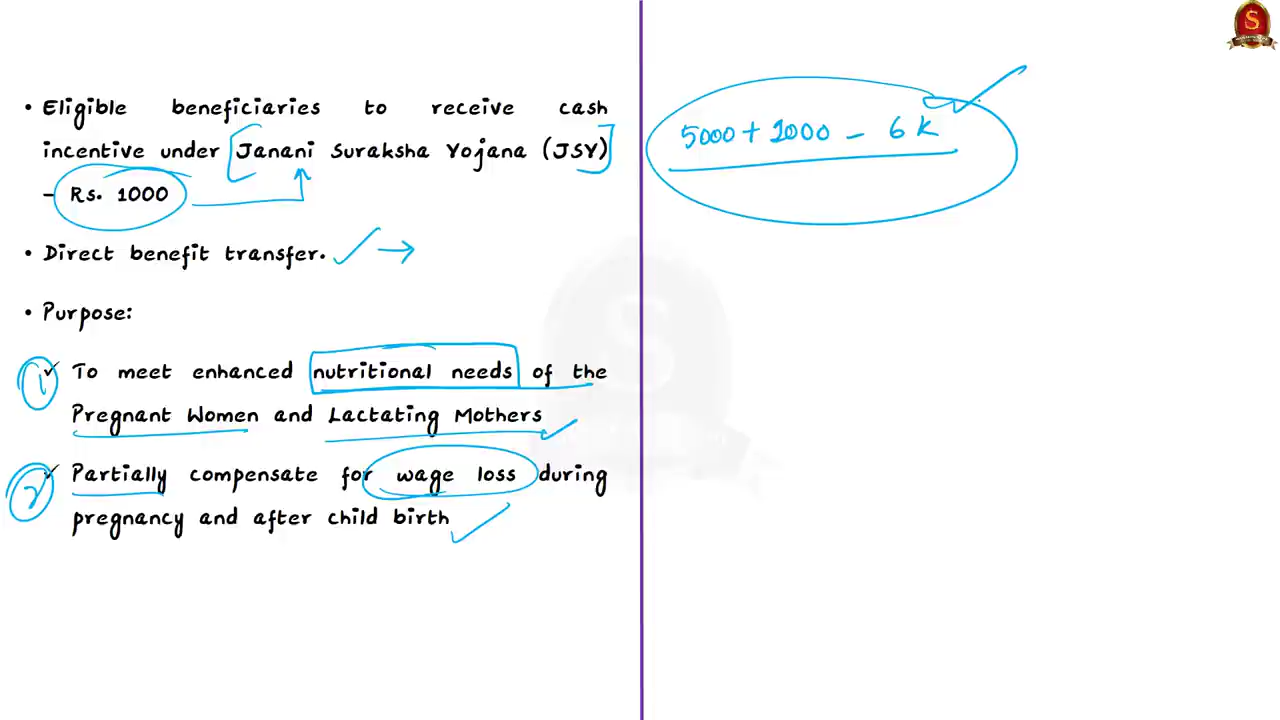 • Eligible beneficiaries to receive cash
incentive under Janani Suraksha Yojana (JSY)
- Rs. 1000
• Direct benefit transfer.
• Purpose:
1 ✓ To meet enhanced nutritional needs of the
Pregnant Women and Lactating Mothers
2 ✓ Partially compensate for wage loss during
pregnancy and after child birth
5000 + 1000 - 6K
S